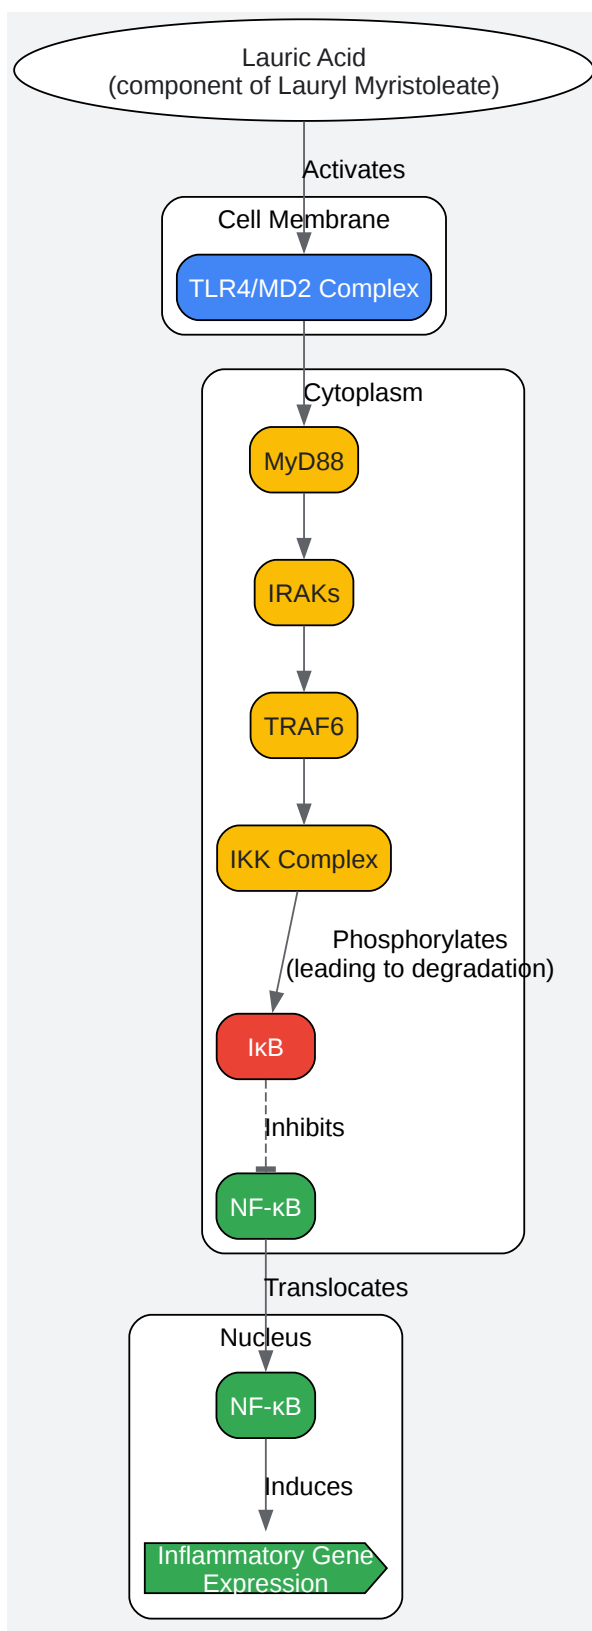 Lauric Acid
(component of Lauryl Myristoleate)
Activates
Cell Membrane
TLR4/MD2 Complex
Cytoplasm
MyD88
IRAKs
TRAF6
IKK Complex
Phosphorylates
(leading to degradation)
IκB
Inhibits
NF-κB
Translocates
Nucleus
NF-κB
Induces
Inflammatory Gene
Expression